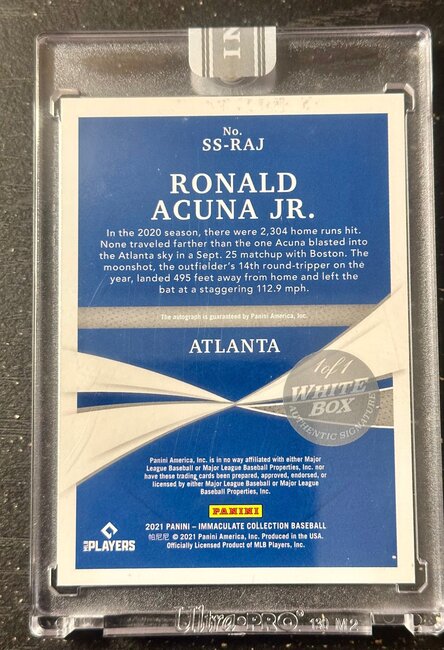 No.
SS-RAJ
RONALD
ACUNA JR.
In the 2020 season, there were 2,304 home runs hit.
None traveled farther than the one Acuna blasted into
the Atlanta sky in a Sept. 25 matchup with Boston. The
moonshot, the outfielder's 14th round-tripper on the
year, landed 495 feet away from home and left the
bat at a staggering 112.9 mph.
The autograph is guaranteed by Panini America, Inc.
ATLANTA
1 of 1
WHITE
BOX
AUTHENTIC SIGNATURE
Panini America, Inc. is in no way affiliated with either Major
League Baseball or Major League Baseball Properties, Inc. nor
have these trading cards been prepared, approved, endorsed, or
licensed by either Major League Baseball or Major League
Baseball Properties, Inc.
PANINI
2021 PANINI – IMMACULATE COLLECTION BASEBALL
帕尼尼 © 2021 Panini America, Inc. Produced in the USA.
Officially Licensed Product of MLB Players, Inc.
MLB PLAYERS
Ultra PRO